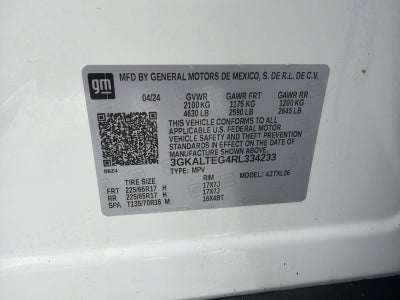 gm
MFD BY GENERAL MOTORS DE MEXICO, S. DE R.L. DE C.V.
04/24 GVWR GAWR FRT GAWR RR
2100 KG 1175 KG 1200 KG
4630 LB 2590 LB 2645 LB
THIS VEHICLE CONFORMS TO ALL
APPLICABLE U.S. FEDERAL MOTOR
VEHICLE SAFETY AND THEFT PREVENTION
STANDARDS IN EFFECT ON THE DATE OF
MANUFACTURE SHOWN ABOVE.
3GKALTEG4RL334233
9624 TYPE: MPV MODEL: 43TXL26
TIRE SIZE RIM
FRT 225/65R17 H 17X7J
RR 225/65R17 H 17X7J
SPA T135/70R16 M 16X4BT